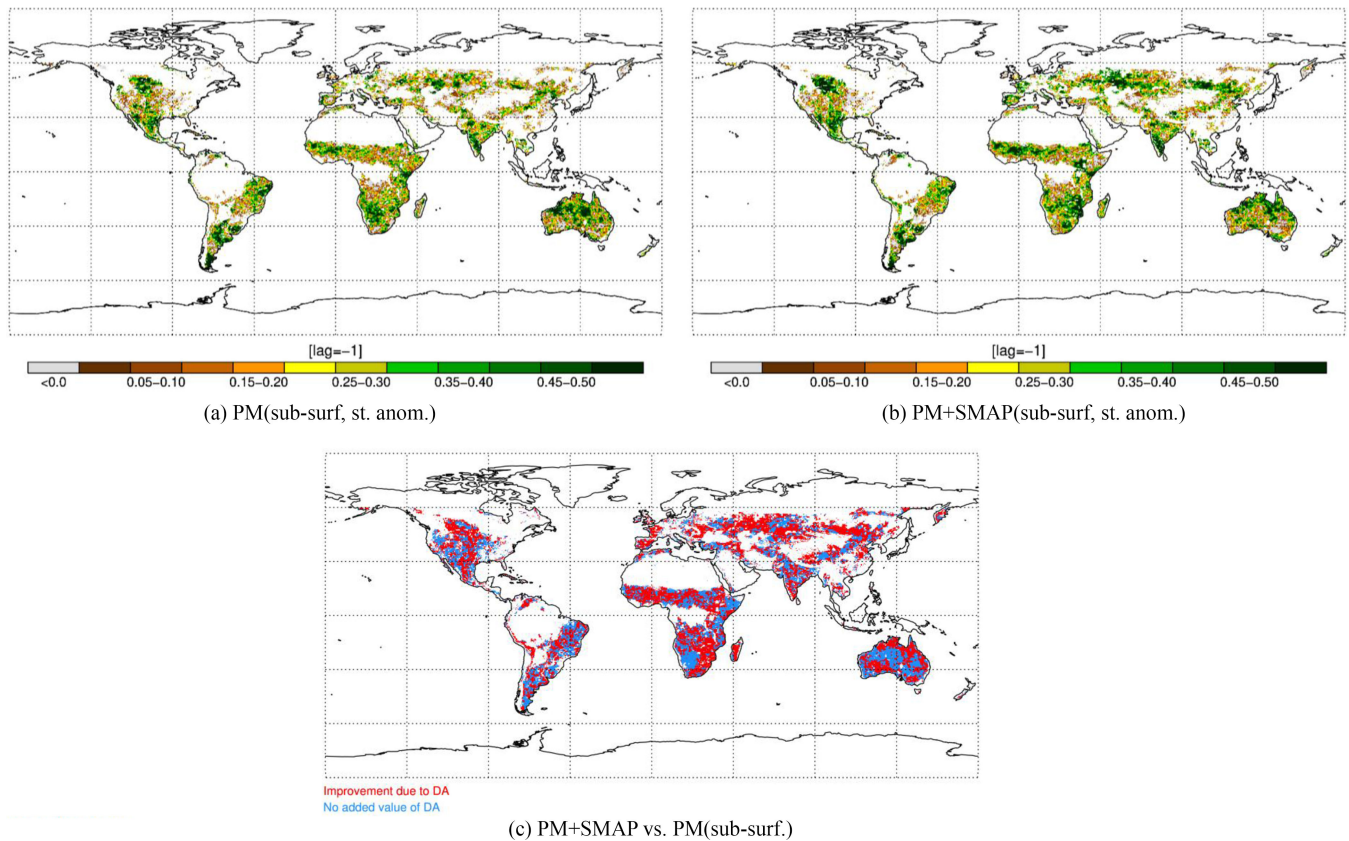 [lag=−1]
<0.0 0.05−0.10 0.15−0.20 0.25−0.30 0.35−0.40 0.45−0.50
(a) PM(sub-surf, st. anom.)
[lag=−1]
<0.0 0.05−0.10 0.15−0.20 0.25−0.30 0.35−0.40 0.45−0.50
(b) PM+SMAP(sub-surf, st. anom.)
Improvement due to DA
No added value of DA
(c) PM+SMAP vs. PM(sub-surf.)